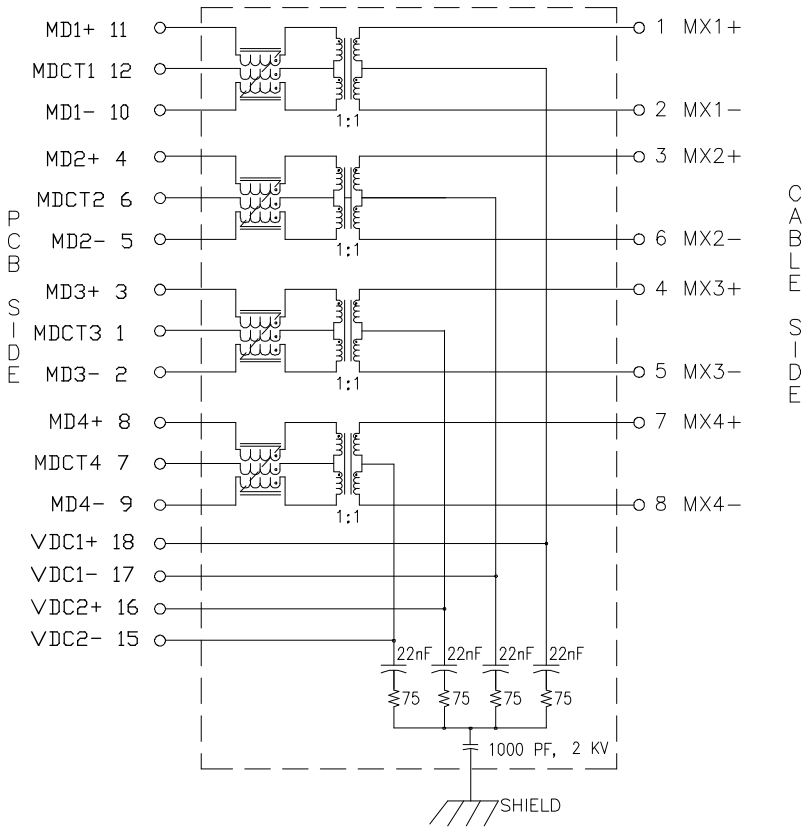 MD1+ 11
1 MX1+
MDCT1 12
MD1- 10
2 MX1-
1:1
MD2+ 4
3 MX2+
MDCT2 6
MD2- 5
6 MX2-
1:1
MD3+ 3
4 MX3+
MDCT3 1
MD3- 2
5 MX3-
1:1
MD4+ 8
7 MX4+
MDCT4 7
MD4- 9
8 MX4-
1:1
VDC1+ 18
VDC1- 17
VDC2+ 16
VDC2- 15
22nF 22nF 22nF 22nF
75 75 75 75
1000 PF, 2 KV
SHIELD
PCB SIDE
CABLE SIDE